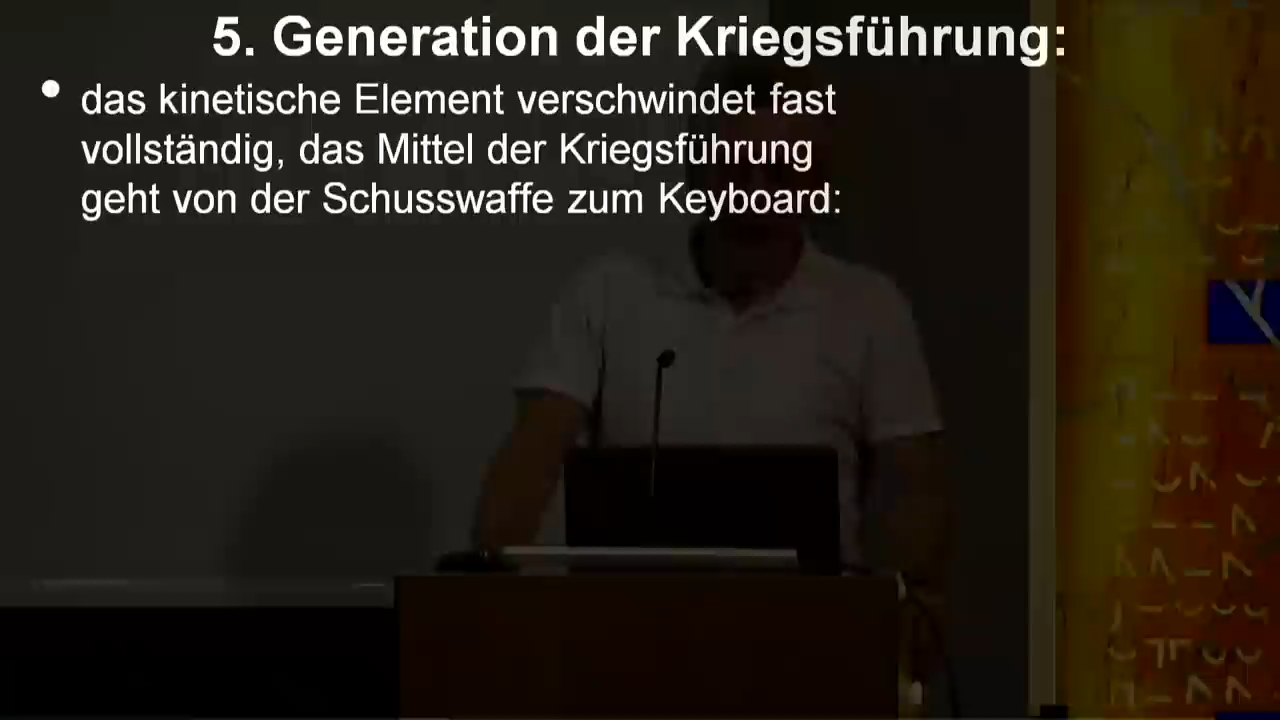 5. Generation der Kriegsführung:
• das kinetische Element verschwindet fast
vollständig, das Mittel der Kriegsführung
geht von der Schusswaffe zum Keyboard: